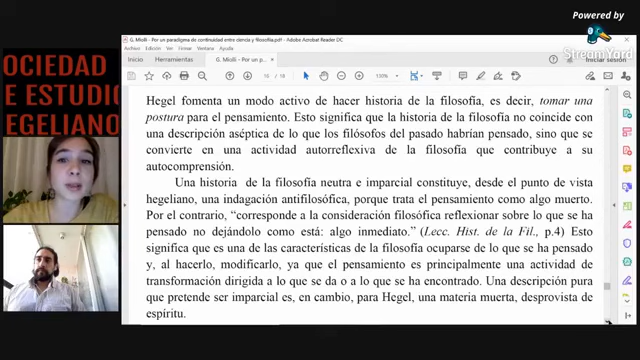 Powered by
StreamYard
G. Miolli - Por un paradigma de continuidad entre ciencia y filosofía.pdf - Adobe Acrobat Reader DC
Archivo Edición Ver Firmar Ventana Ayuda
Inicio Herramientas G. Miolli - Por un p... × Iniciar sesión
16 / 18 130%
OCIEDAD
E ESTUDIO
EGELIANO
Hegel fomenta un modo activo de hacer historia de la filosofía, es decir, tomar una
postura para el pensamiento. Esto significa que la historia de la filosofía no coincide con
una descripción aséptica de lo que los filósofos del pasado habrían pensado, sino que se
convierte en una actividad autorreflexiva de la filosofía que contribuye a su
autocomprensión.
Una historia de la filosofía neutra e imparcial constituye, desde el punto de vista
hegeliano, una indagación antifilosófica, porque trata el pensamiento como algo muerto.
Por el contrario, “corresponde a la consideración filosófica reflexionar sobre lo que se ha
pensado no dejándolo como está: algo inmediato.” (Lecc. Hist. de la Fil., p.4) Esto
significa que es una de las características de la filosofía ocuparse de lo que se ha pensado
y, al hacerlo, modificarlo, ya que el pensamiento es principalmente una actividad de
transformación dirigida a lo que se da o a lo que se ha encontrado. Una descripción pura
que pretende ser imparcial es, en cambio, para Hegel, una materia muerta, desprovista de
espíritu.